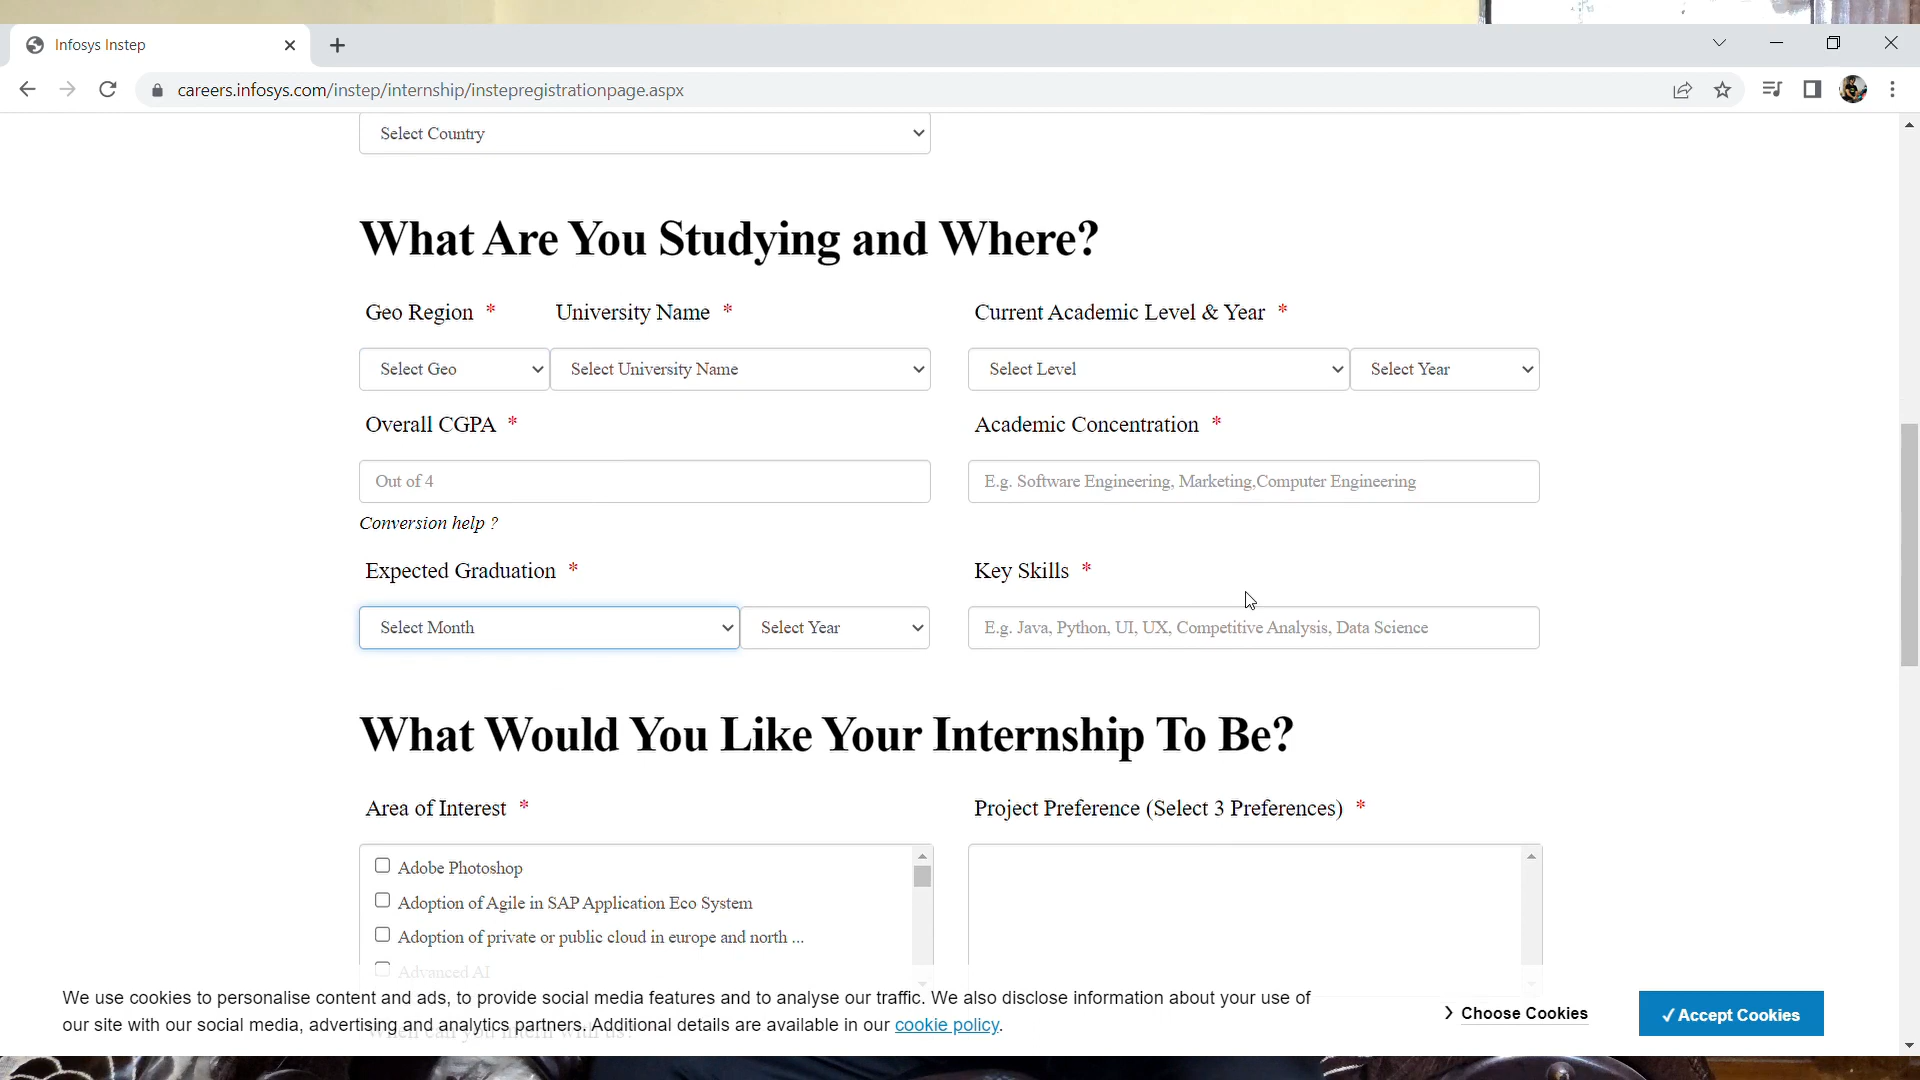 Infosys Instep
careers.infosys.com/instep/internship/instepregistrationpage.aspx
Select Country
What Are You Studying and Where?
Geo Region * University Name * Current Academic Level & Year *
Select Geo Select University Name Select Level Select Year
Overall CGPA * Academic Concentration *
Out of 4 E.g. Software Engineering, Marketing,Computer Engineering
Conversion help ?
Expected Graduation * Key Skills *
Select Month Select Year E.g. Java, Python, UI, UX, Competitive Analysis, Data Science
What Would You Like Your Internship To Be?
Area of Interest * Project Preference (Select 3 Preferences) *
Adobe Photoshop
Adoption of Agile in SAP Application Eco System
Adoption of private or public cloud in europe and north ...
Advanced AI
We use cookies to personalise content and ads, to provide social media features and to analyse our traffic. We also disclose information about your use of
our site with our social media, advertising and analytics partners. Additional details are available in our cookie policy.
When can you intern with us?
Choose Cookies
✓ Accept Cookies